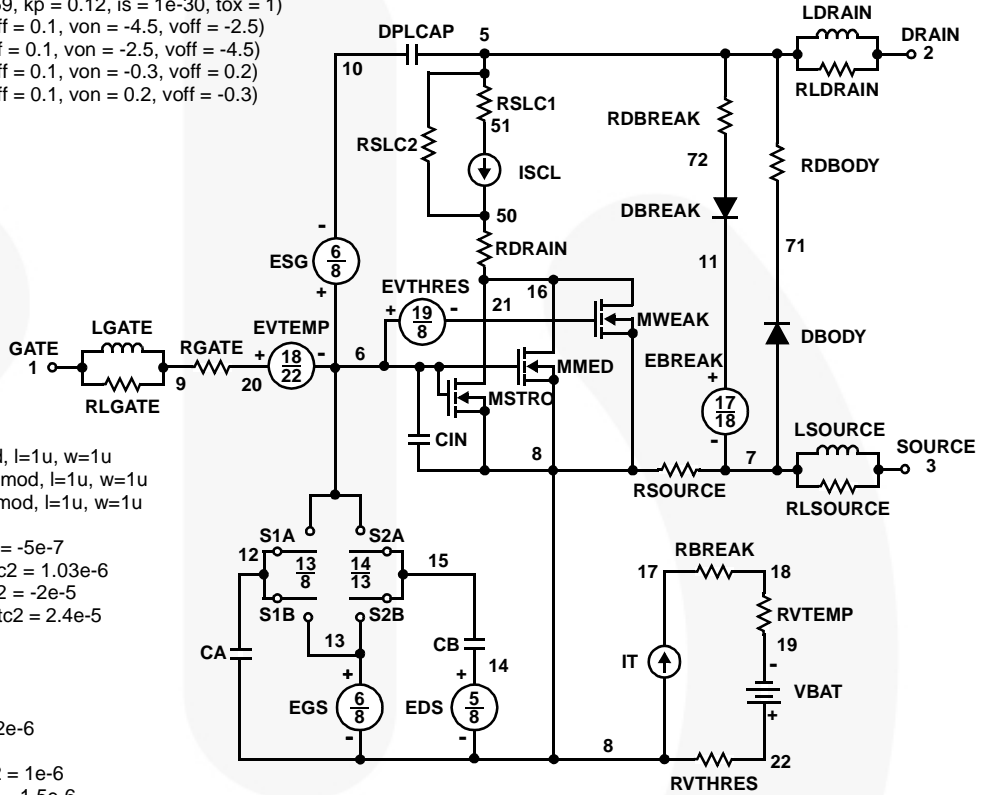 59, kp = 0.12, is = 1e-30, tox = 1)
ff = 0.1, von = -4.5, voff = -2.5)
f = 0.1, von = -2.5, voff = -4.5)
ff = 0.1, von = -0.3, voff = 0.2)
ff = 0.1, von = 0.2, voff = -0.3)
DPLCAP
5
10
LDRAIN
DRAIN
2
RLDRAIN
RSLC1
51
RSLC2
ISCL
50
RDRAIN
RDBREAK
72
RDBODY
DBREAK
11
71
ESG
6
8
-
+
EVTHRES
+
19
8
-
16
21
MWEAK
EBREAK
+
17
18
-
DBODY
LGATE
GATE
1
RLGATE
9
RGATE
20
EVTEMP
+
18
22
-
6
MMED
MSTRO
CIN
8
RSOURCE
7
LSOURCE
SOURCE
3
RLSOURCE
l=1u, w=1u
mod, l=1u, w=1u
mod, l=1u, w=1u
= -5e-7
c2 = 1.03e-6
2 = -2e-5
tc2 = 2.4e-5
S1A
S2A
12
13
8
14
13
15
S1B
S2B
13
CA
CB
14
+
EGS
6
8
-
+
EDS
5
8
-
8
RBREAK
17
18
RVTEMP
19
IT
-
VBAT
+
22
RVTHRES
2e-6
2 = 1e-6